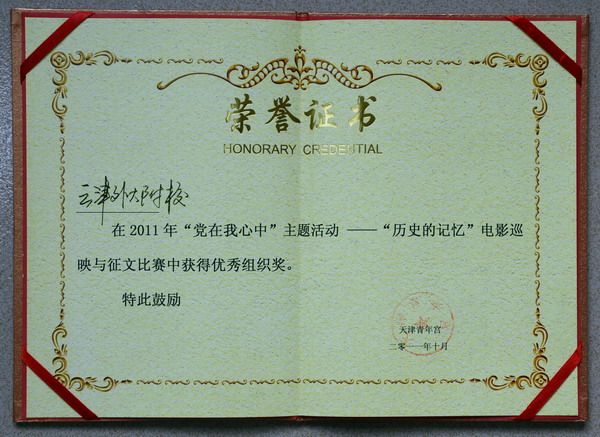 荣誉证书
HONORARY CREDENTIAL
天津外大附校
在2011年“党在我心中”主题活动 ——“历史的记忆”电影巡
映与征文比赛中获得优秀组织奖。
特此鼓励
天津青年宫
二零一一年十月